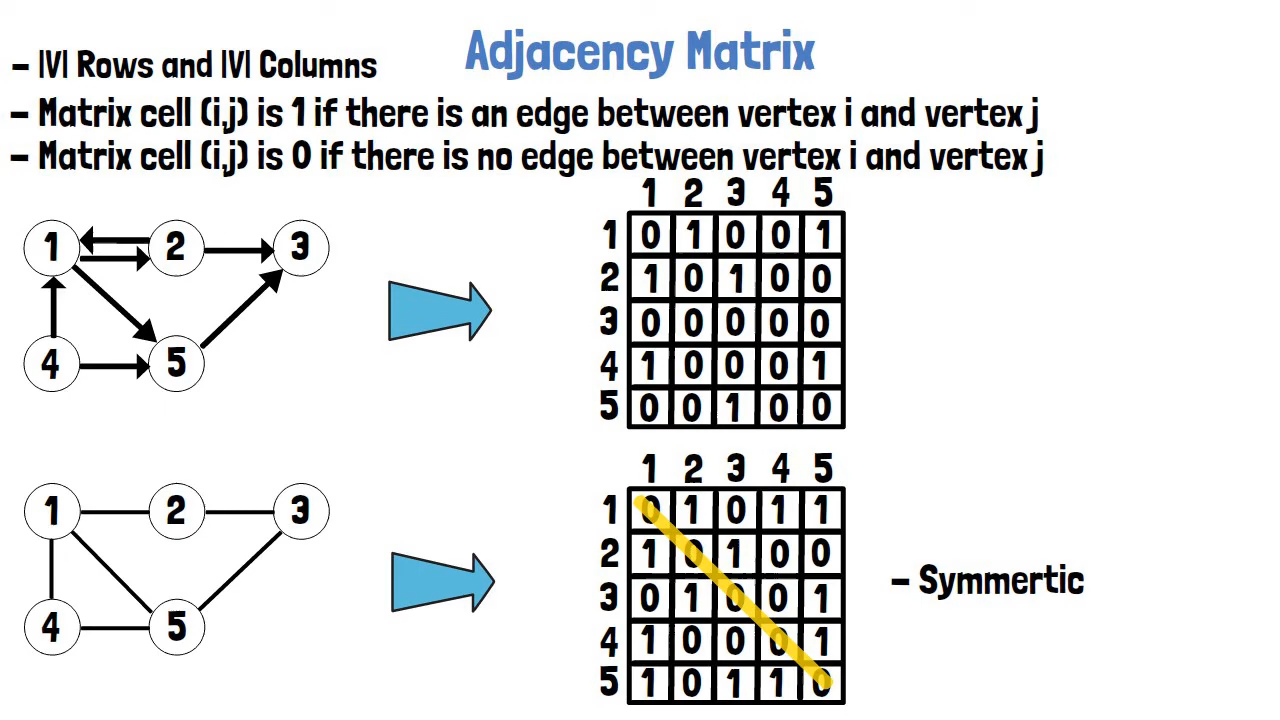 Adjacency Matrix
– |V| Rows and |V| Columns
– Matrix cell (i,j) is 1 if there is an edge between vertex i and vertex j
– Matrix cell (i,j) is 0 if there is no edge between vertex i and vertex j
1 2 3
4 5
1 2 3 4 5
1 0 1 0 0 1
2 1 0 1 0 0
3 0 0 0 0 0
4 1 0 0 0 1
5 0 0 1 0 0
1 2 3
4 5
1 2 3 4 5
1 0 1 0 1 1
2 1 0 1 0 0
3 0 1 0 0 1
4 1 0 0 0 1
5 1 0 1 1 0
– Symmertic